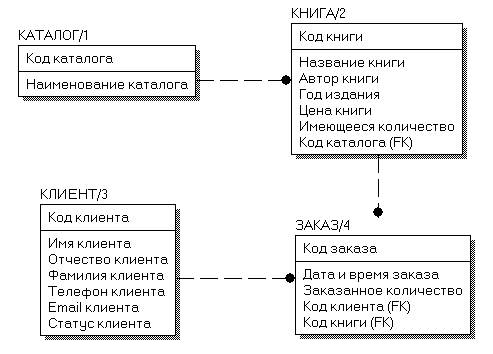 КАТАЛОГ/1
Код каталога
Наименование каталога
КНИГА/2
Код книги
Название книги
Автор книги
Год издания
Цена книги
Имеющееся количество
Код каталога (FK)
КЛИЕНТ/3
Код клиента
Имя клиента
Отчество клиента
Фамилия клиента
Телефон клиента
Email клиента
Статус клиента
ЗАКАЗ/4
Код заказа
Дата и время заказа
Заказанное количество
Код клиента (FK)
Код книги (FK)